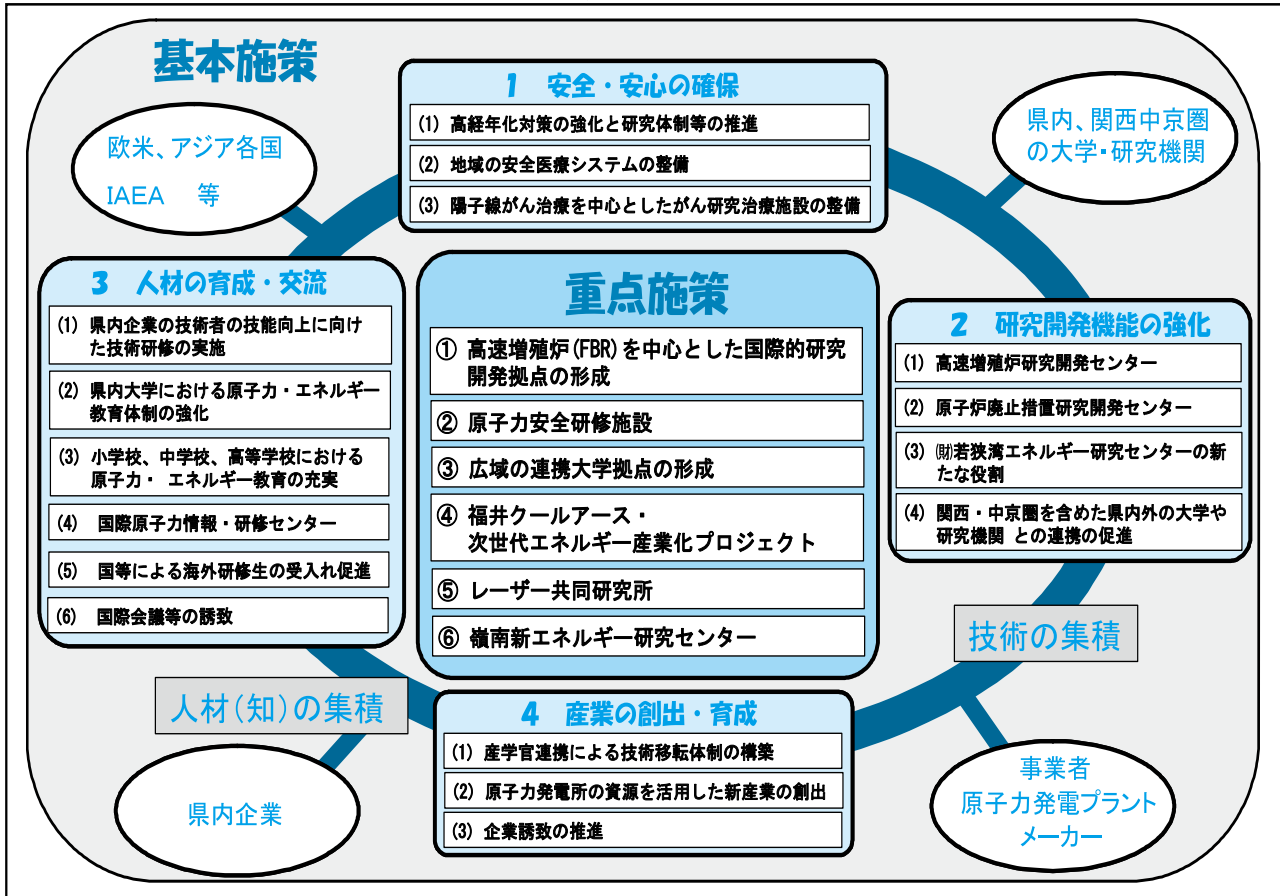 基本施策
1 安全・安心の確保
(1) 高経年化対策の強化と研究体制等の推進
(2) 地域の安全医療システムの整備
(3) 陽子線がん治療を中心としたがん研究治療施設の整備
欧米、アジア各国
IAEA 等
県内、関西中京圏
の大学・研究機関
3 人材の育成・交流
(1) 県内企業の技術者の技能向上に向け
た技術研修の実施
(2) 県内大学における原子力・エネルギー
教育体制の強化
(3) 小学校、中学校、高等学校における
原子力・ エネルギー教育の充実
(4) 国際原子力情報・研修センター
(5) 国等による海外研修生の受入れ促進
(6) 国際会議等の誘致
重点施策
① 高速増殖炉(FBR)を中心とした国際的研究
開発拠点の形成
② 原子力安全研修施設
③ 広域の連携大学拠点の形成
④ 福井クールアース・
次世代エネルギー産業化プロジェクト
⑤ レーザー共同研究所
⑥ 嶺南新エネルギー研究センター
2 研究開発機能の強化
(1) 高速増殖炉研究開発センター
(2) 原子炉廃止措置研究開発センター
(3) ㈶若狭湾エネルギー研究センターの新
たな役割
(4) 関西・中京圏を含めた県内外の大学や
研究機関 との連携の促進
技術の集積
人材(知)の集積
4 産業の創出・育成
(1) 産学官連携による技術移転体制の構築
(2) 原子力発電所の資源を活用した新産業の創出
(3) 企業誘致の推進
県内企業
事業者
原子力発電プラント
メーカー